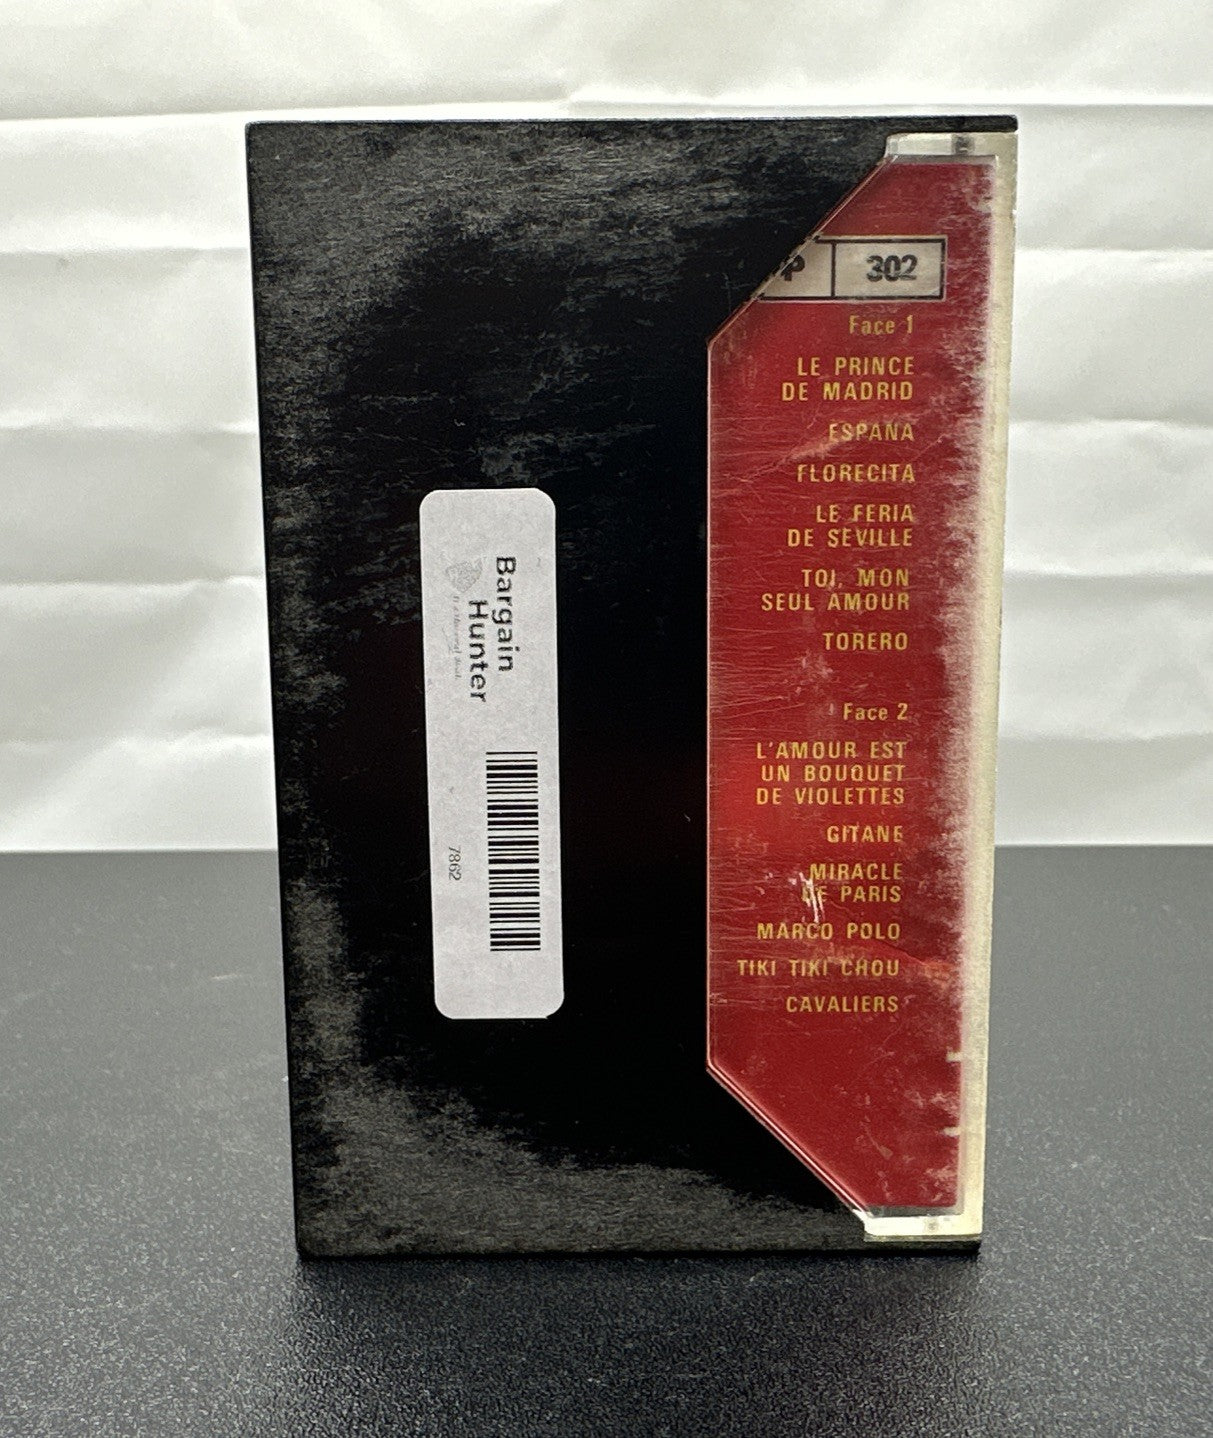 302
Face 1
LE PRINCE
DE MADRID
ESPANA
FLORECITA
LE FERIA
DE SEVILLE
TOI, MON
SEUL AMOUR
TORERO
Face 2
L'AMOUR EST
UN BOUQUET
DE VIOLETTES
GITANE
MIRACLE
DE PARIS
MARCO POLO
TIKI TIKI CHOU
CAVALIERS
Bargain
Hunter
7862